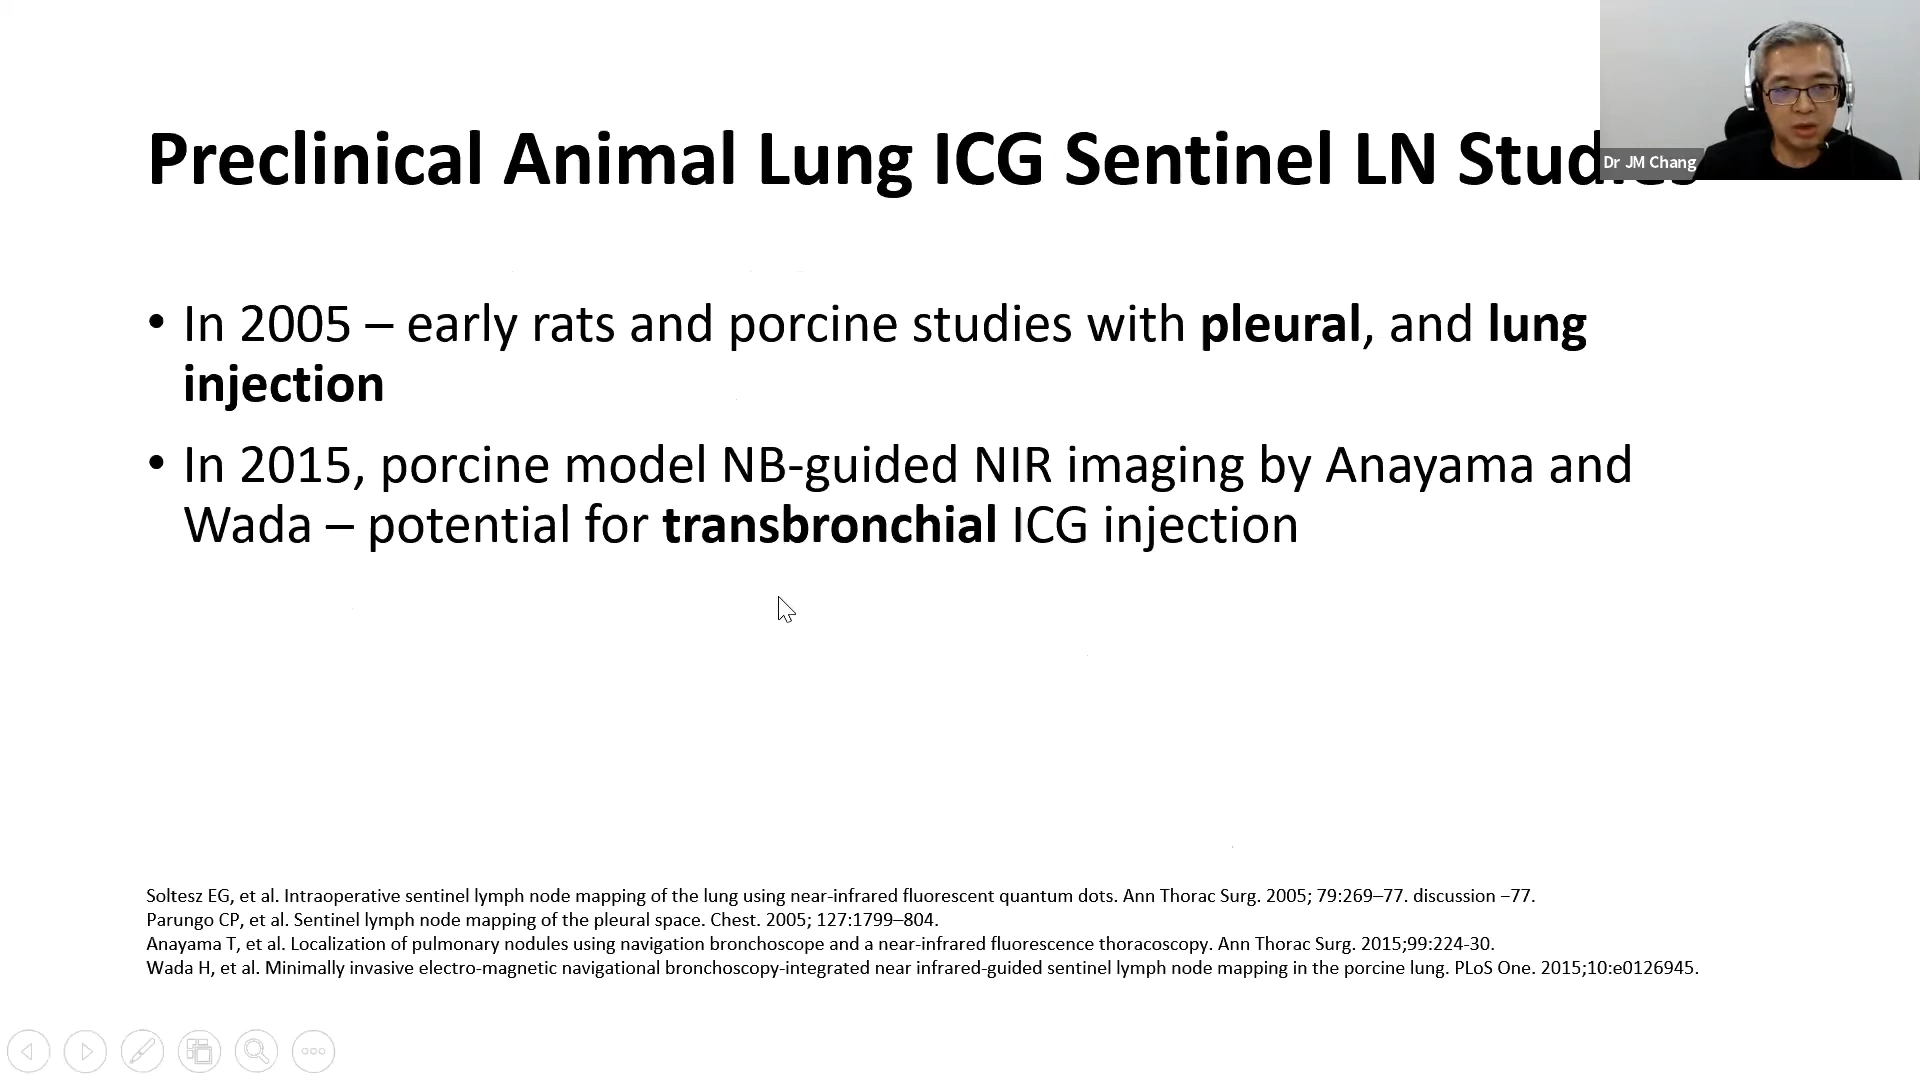 Preclinical Animal Lung ICG Sentinel LN Studies
Dr JM Chang
• In 2005 – early rats and porcine studies with pleural, and lung
injection
• In 2015, porcine model NB-guided NIR imaging by Anayama and
Wada – potential for transbronchial ICG injection
Soltesz EG, et al. Intraoperative sentinel lymph node mapping of the lung using near-infrared fluorescent quantum dots. Ann Thorac Surg. 2005; 79:269–77. discussion –77.
Parungo CP, et al. Sentinel lymph node mapping of the pleural space. Chest. 2005; 127:1799–804.
Anayama T, et al. Localization of pulmonary nodules using navigation bronchoscope and a near-infrared fluorescence thoracoscopy. Ann Thorac Surg. 2015;99:224-30.
Wada H, et al. Minimally invasive electro-magnetic navigational bronchoscopy-integrated near infrared-guided sentinel lymph node mapping in the porcine lung. PLoS One. 2015;10:e0126945.